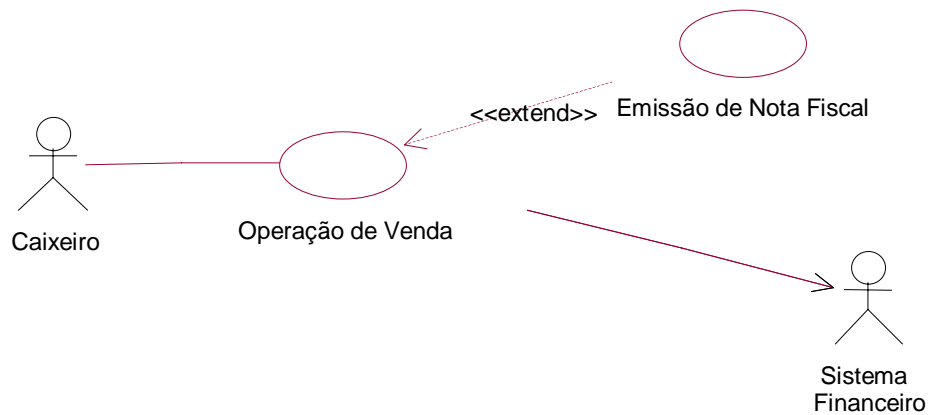 <<extend>>
Emissão de Nota Fiscal
Caixeiro
Operação de Venda
Sistema
Financeiro